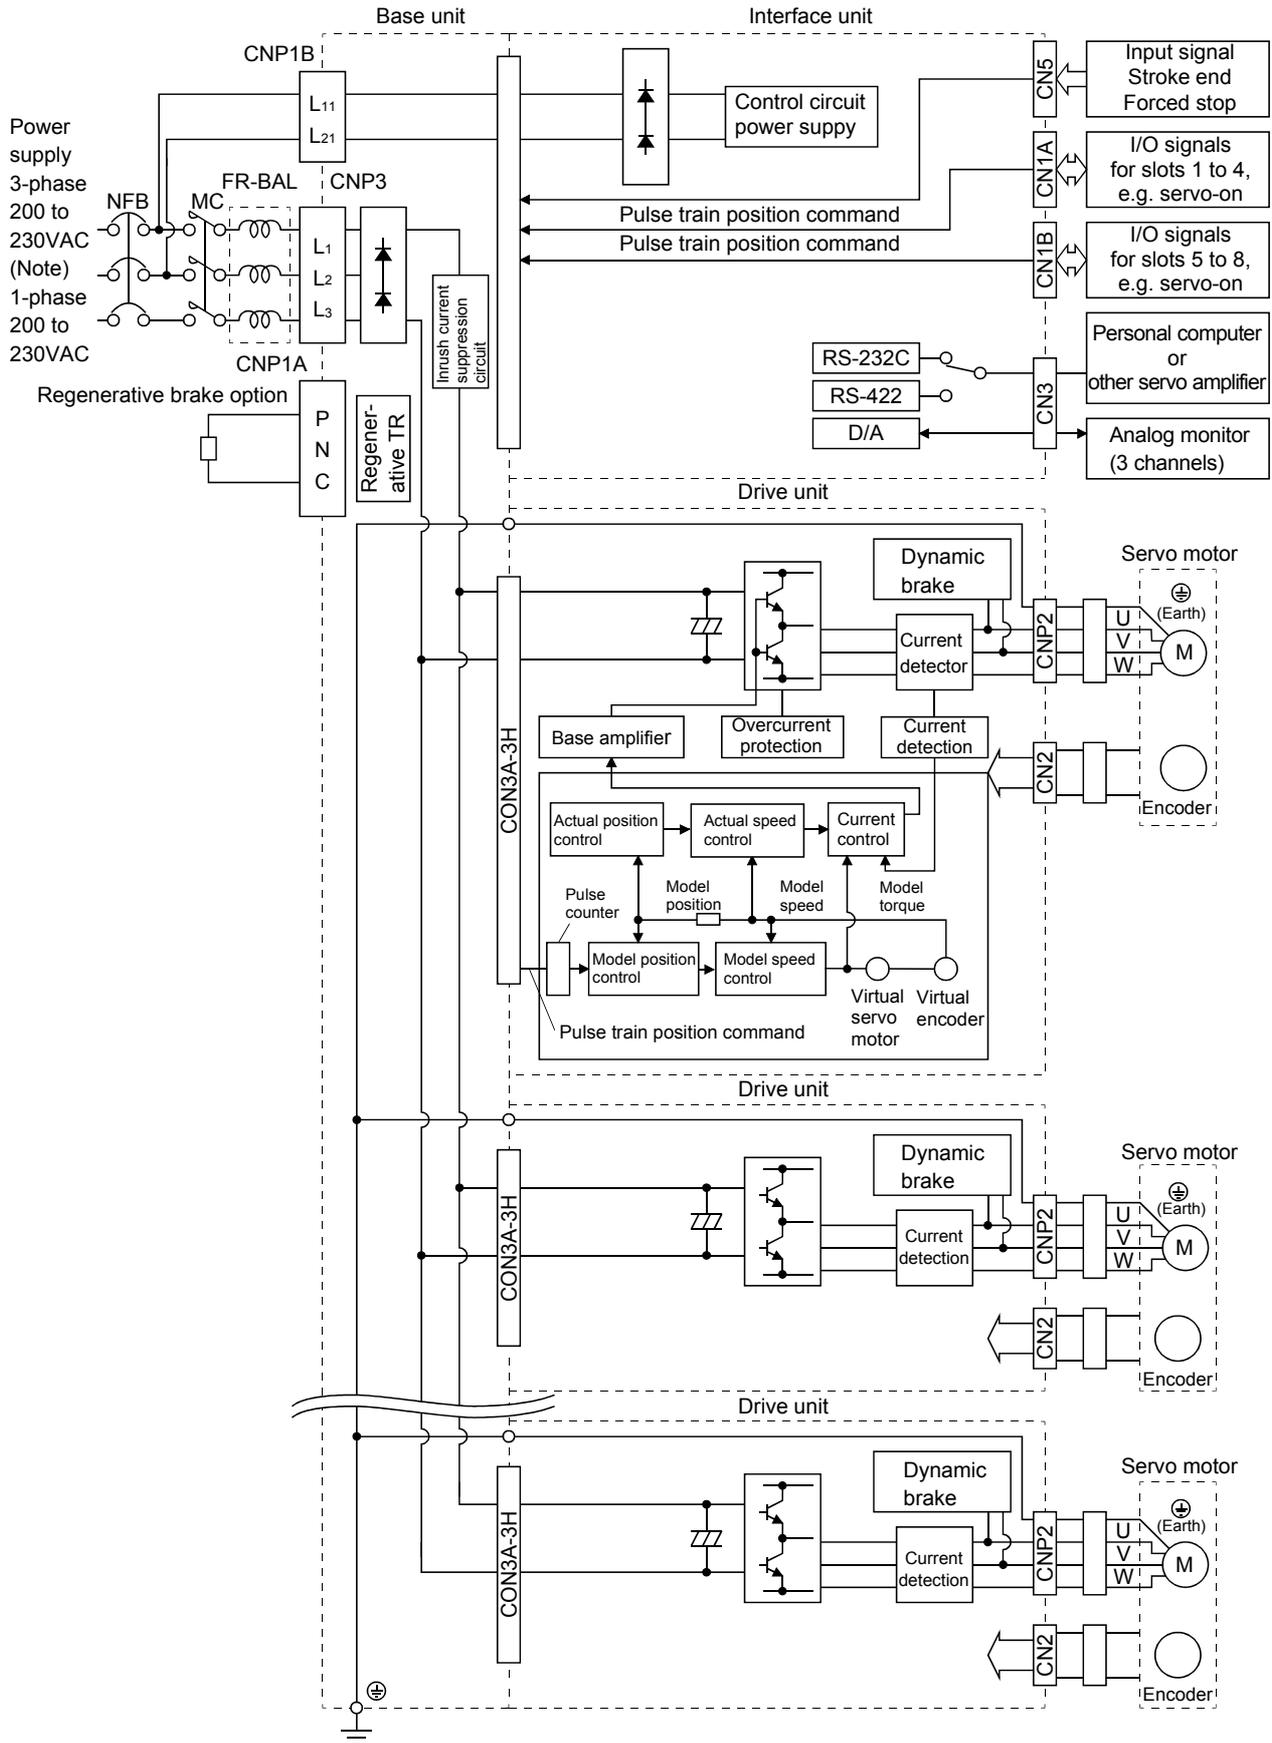 Base unit
Interface unit
CNP1B
L11
L21
Control circuit
power suppy
CN5
Input signal
Stroke end
Forced stop
CN1A
I/O signals
for slots 1 to 4,
e.g. servo-on
CN1B
I/O signals
for slots 5 to 8,
e.g. servo-on
Power
supply
3-phase
200 to
230VAC
(Note)
1-phase
200 to
230VAC
NFB
MC
FR-BAL
CNP3
L1
L2
L3
Pulse train position command
Pulse train position command
Inrush current
suppression
circuit
RS-232C
RS-422
D/A
CN3
Personal computer
or
other servo amplifier
Analog monitor
(3 channels)
CNP1A
Regenerative brake option
P
N
C
Regener-
ative TR
Drive unit
CON3A-3H
Dynamic
brake
Current
detector
CNP2
U
V
W
Servo motor
(Earth)
M
Base amplifier
Overcurrent
protection
Current
detection
CN2
Encoder
Actual position
control
Actual speed
control
Current
control
Pulse
counter
Model
position
Model
speed
Model
torque
Model position
control
Model speed
control
Virtual
servo
motor
Virtual
encoder
Pulse train position command
Drive unit
CON3A-3H
Dynamic
brake
Current
detection
CNP2
U
V
W
Servo motor
(Earth)
M
CN2
Encoder
Drive unit
CON3A-3H
Dynamic
brake
Current
detection
CNP2
U
V
W
Servo motor
(Earth)
M
CN2
Encoder